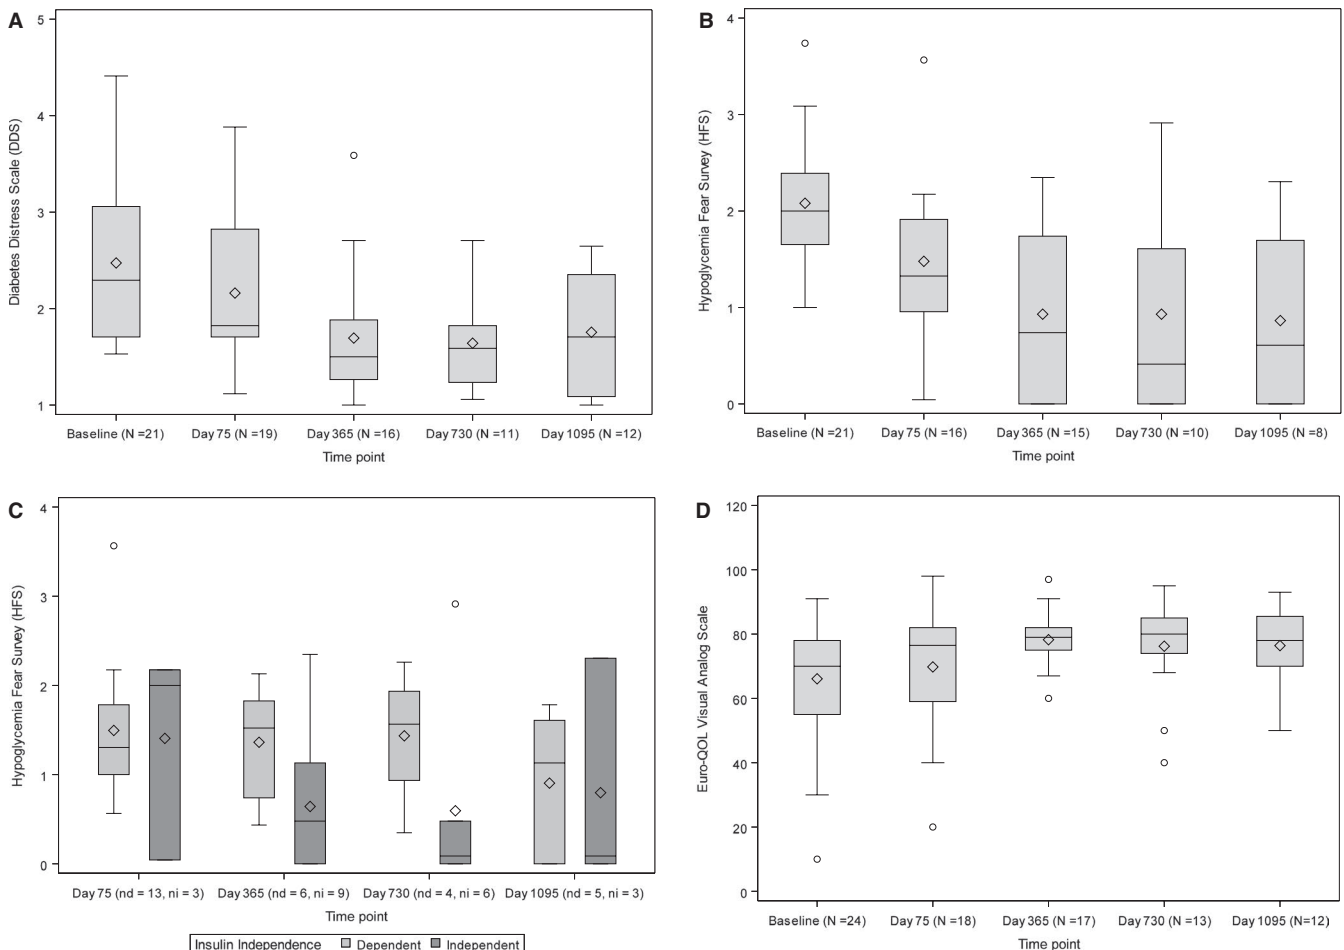 A
Diabetes Distress Scale (DDS)
5
4
3
2
1
Baseline (N =21) Day 75 (N =19) Day 365 (N =16) Day 730 (N =11) Day 1095 (N =12)
Time point
B
Hypoglycemia Fear Survey (HFS)
4
3
2
1
0
Baseline (N =21) Day 75 (N =16) Day 365 (N =15) Day 730 (N =10) Day 1095 (N =8)
Time point
C
Hypoglycemia Fear Survey (HFS)
4
3
2
1
0
Day 75 (nd = 13, ni = 3) Day 365 (nd = 6, ni = 9) Day 730 (nd = 4, ni = 6) Day 1095 (nd = 5, ni = 3)
Time point
Insulin Independence Dependent Independent
D
Euro-QOL Visual Analog Scale
120
100
80
60
40
20
0
Baseline (N =24) Day 75 (N =18) Day 365 (N =17) Day 730 (N =13) Day 1095 (N=12)
Time point